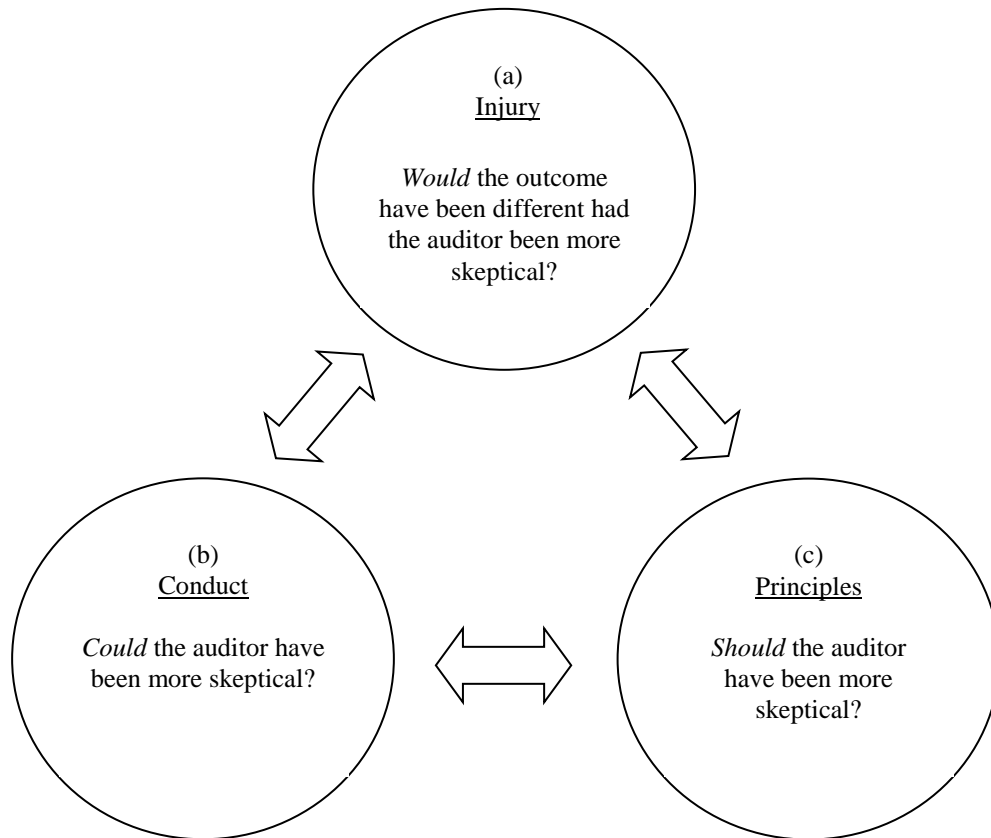 (a)
Injury
Would the outcome
have been different had
the auditor been more
skeptical?
(b)
Conduct
Could the auditor have
been more skeptical?
(c)
Principles
Should the auditor
have been more
skeptical?